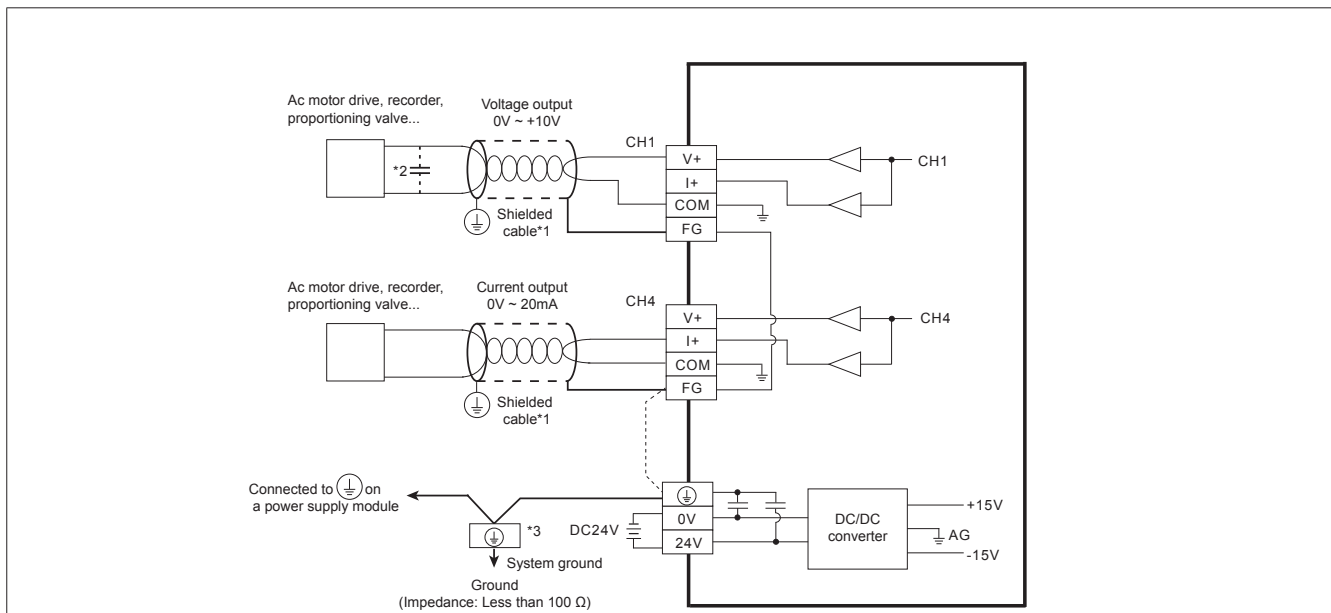 Ac motor drive, recorder,
proportioning valve...
Voltage output
0V ~ +10V
CH1
*2
V+
I+
COM
FG
CH1
Shielded
cable*1
Ac motor drive, recorder,
proportioning valve...
Current output
0V ~ 20mA
CH4
V+
I+
COM
FG
CH4
Shielded
cable*1
Connected to on
a power supply module
*3
System ground
Ground
(Impedance: Less than 100 Ω)
DC24V
0V
24V
DC/DC
converter
+15V
AG
-15V